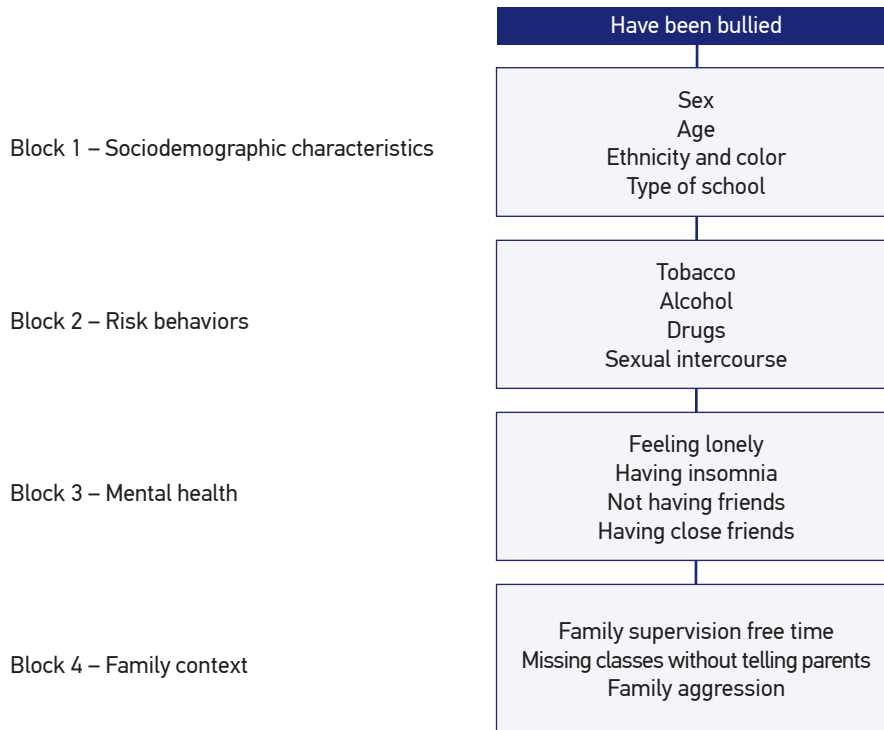 Have been bullied
Block 1 – Sociodemographic characteristics
Sex
Age
Ethnicity and color
Type of school
Block 2 – Risk behaviors
Tobacco
Alcohol
Drugs
Sexual intercourse
Block 3 – Mental health
Feeling lonely
Having insomnia
Not having friends
Having close friends
Block 4 – Family context
Family supervision free time
Missing classes without telling parents
Family aggression